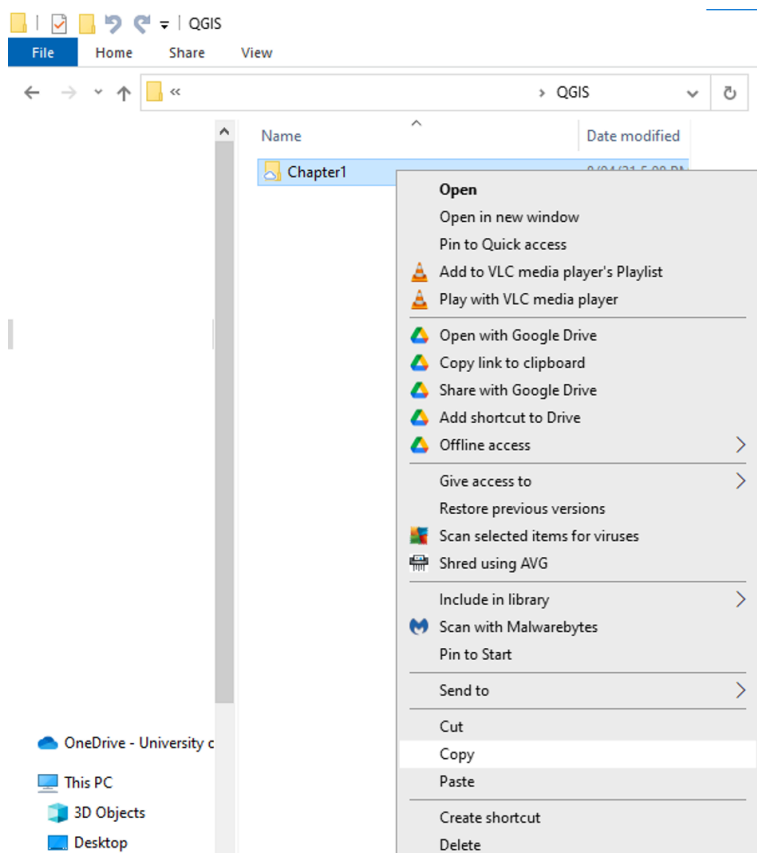 QGIS
File Home Share View
« › QGIS
Name Date modified
Chapter1
Open
Open in new window
Pin to Quick access
Add to VLC media player's Playlist
Play with VLC media player
Open with Google Drive
Copy link to clipboard
Share with Google Drive
Add shortcut to Drive
Offline access
Give access to
Restore previous versions
Scan selected items for viruses
Shred using AVG
Include in library
Scan with Malwarebytes
Pin to Start
Send to
Cut
Copy
Paste
Create shortcut
Delete
OneDrive - University
This PC
3D Objects
Desktop